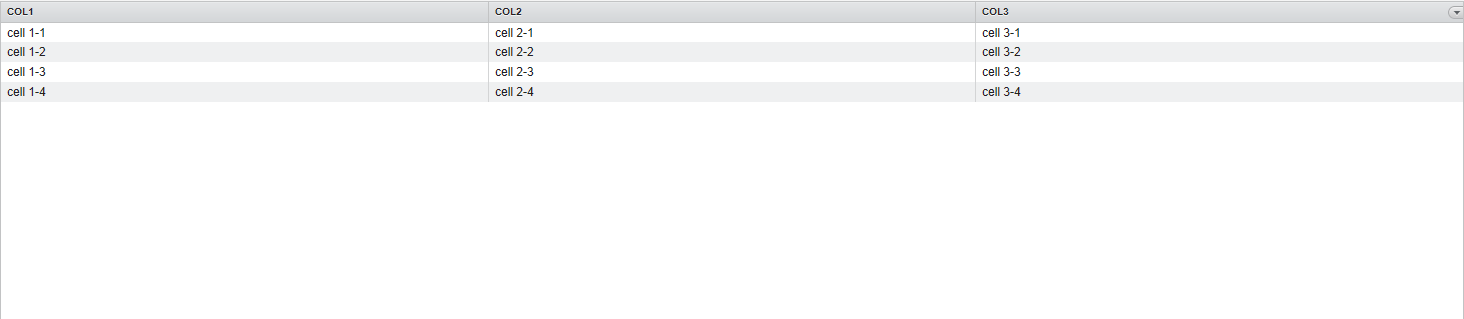 COL1 COL2 COL3
cell 1-1 cell 2-1 cell 3-1
cell 1-2 cell 2-2 cell 3-2
cell 1-3 cell 2-3 cell 3-3
cell 1-4 cell 2-4 cell 3-4